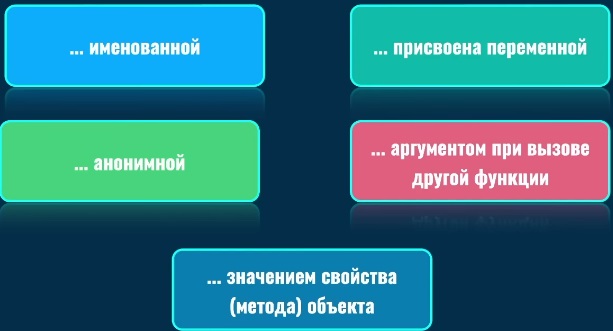 ... именованной
... присвоена переменной
... анонимной
... аргументом при вызове
другой функции
... значением свойства
(метода) объекта